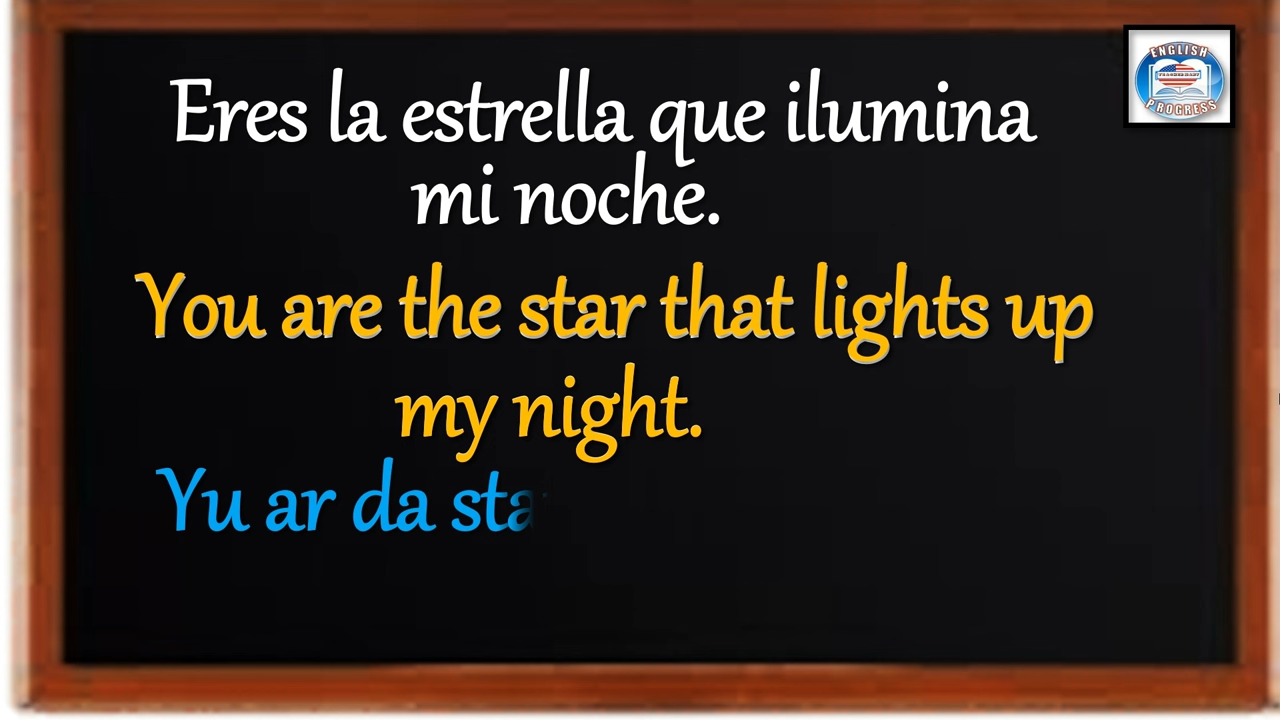 Eres la estrella que ilumina
mi noche.
You are the star that lights up
my night.
Yu ar da sta
ENGLISH
PROGRESS